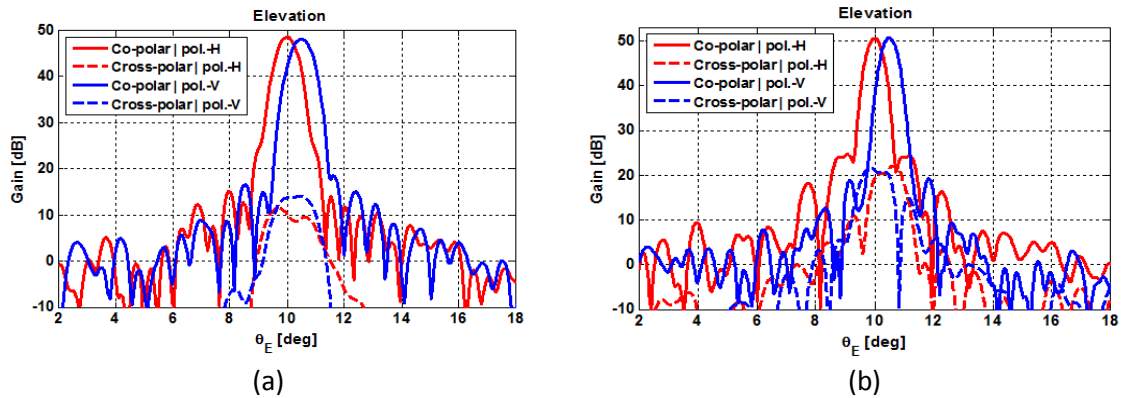 Elevation
50
40
30
20
10
0
-10
Gain [dB]
Co-polar | pol.-H
Cross-polar | pol.-H
Co-polar | pol.-V
Cross-polar | pol.-V
2 4 6 8 10 12 14 16 18
θE [deg]
(a)
Elevation
50
40
30
20
10
0
-10
Gain [dB]
Co-polar | pol.-H
Cross-polar | pol.-H
Co-polar | pol.-V
Cross-polar | pol.-V
2 4 6 8 10 12 14 16 18
θE [deg]
(b)